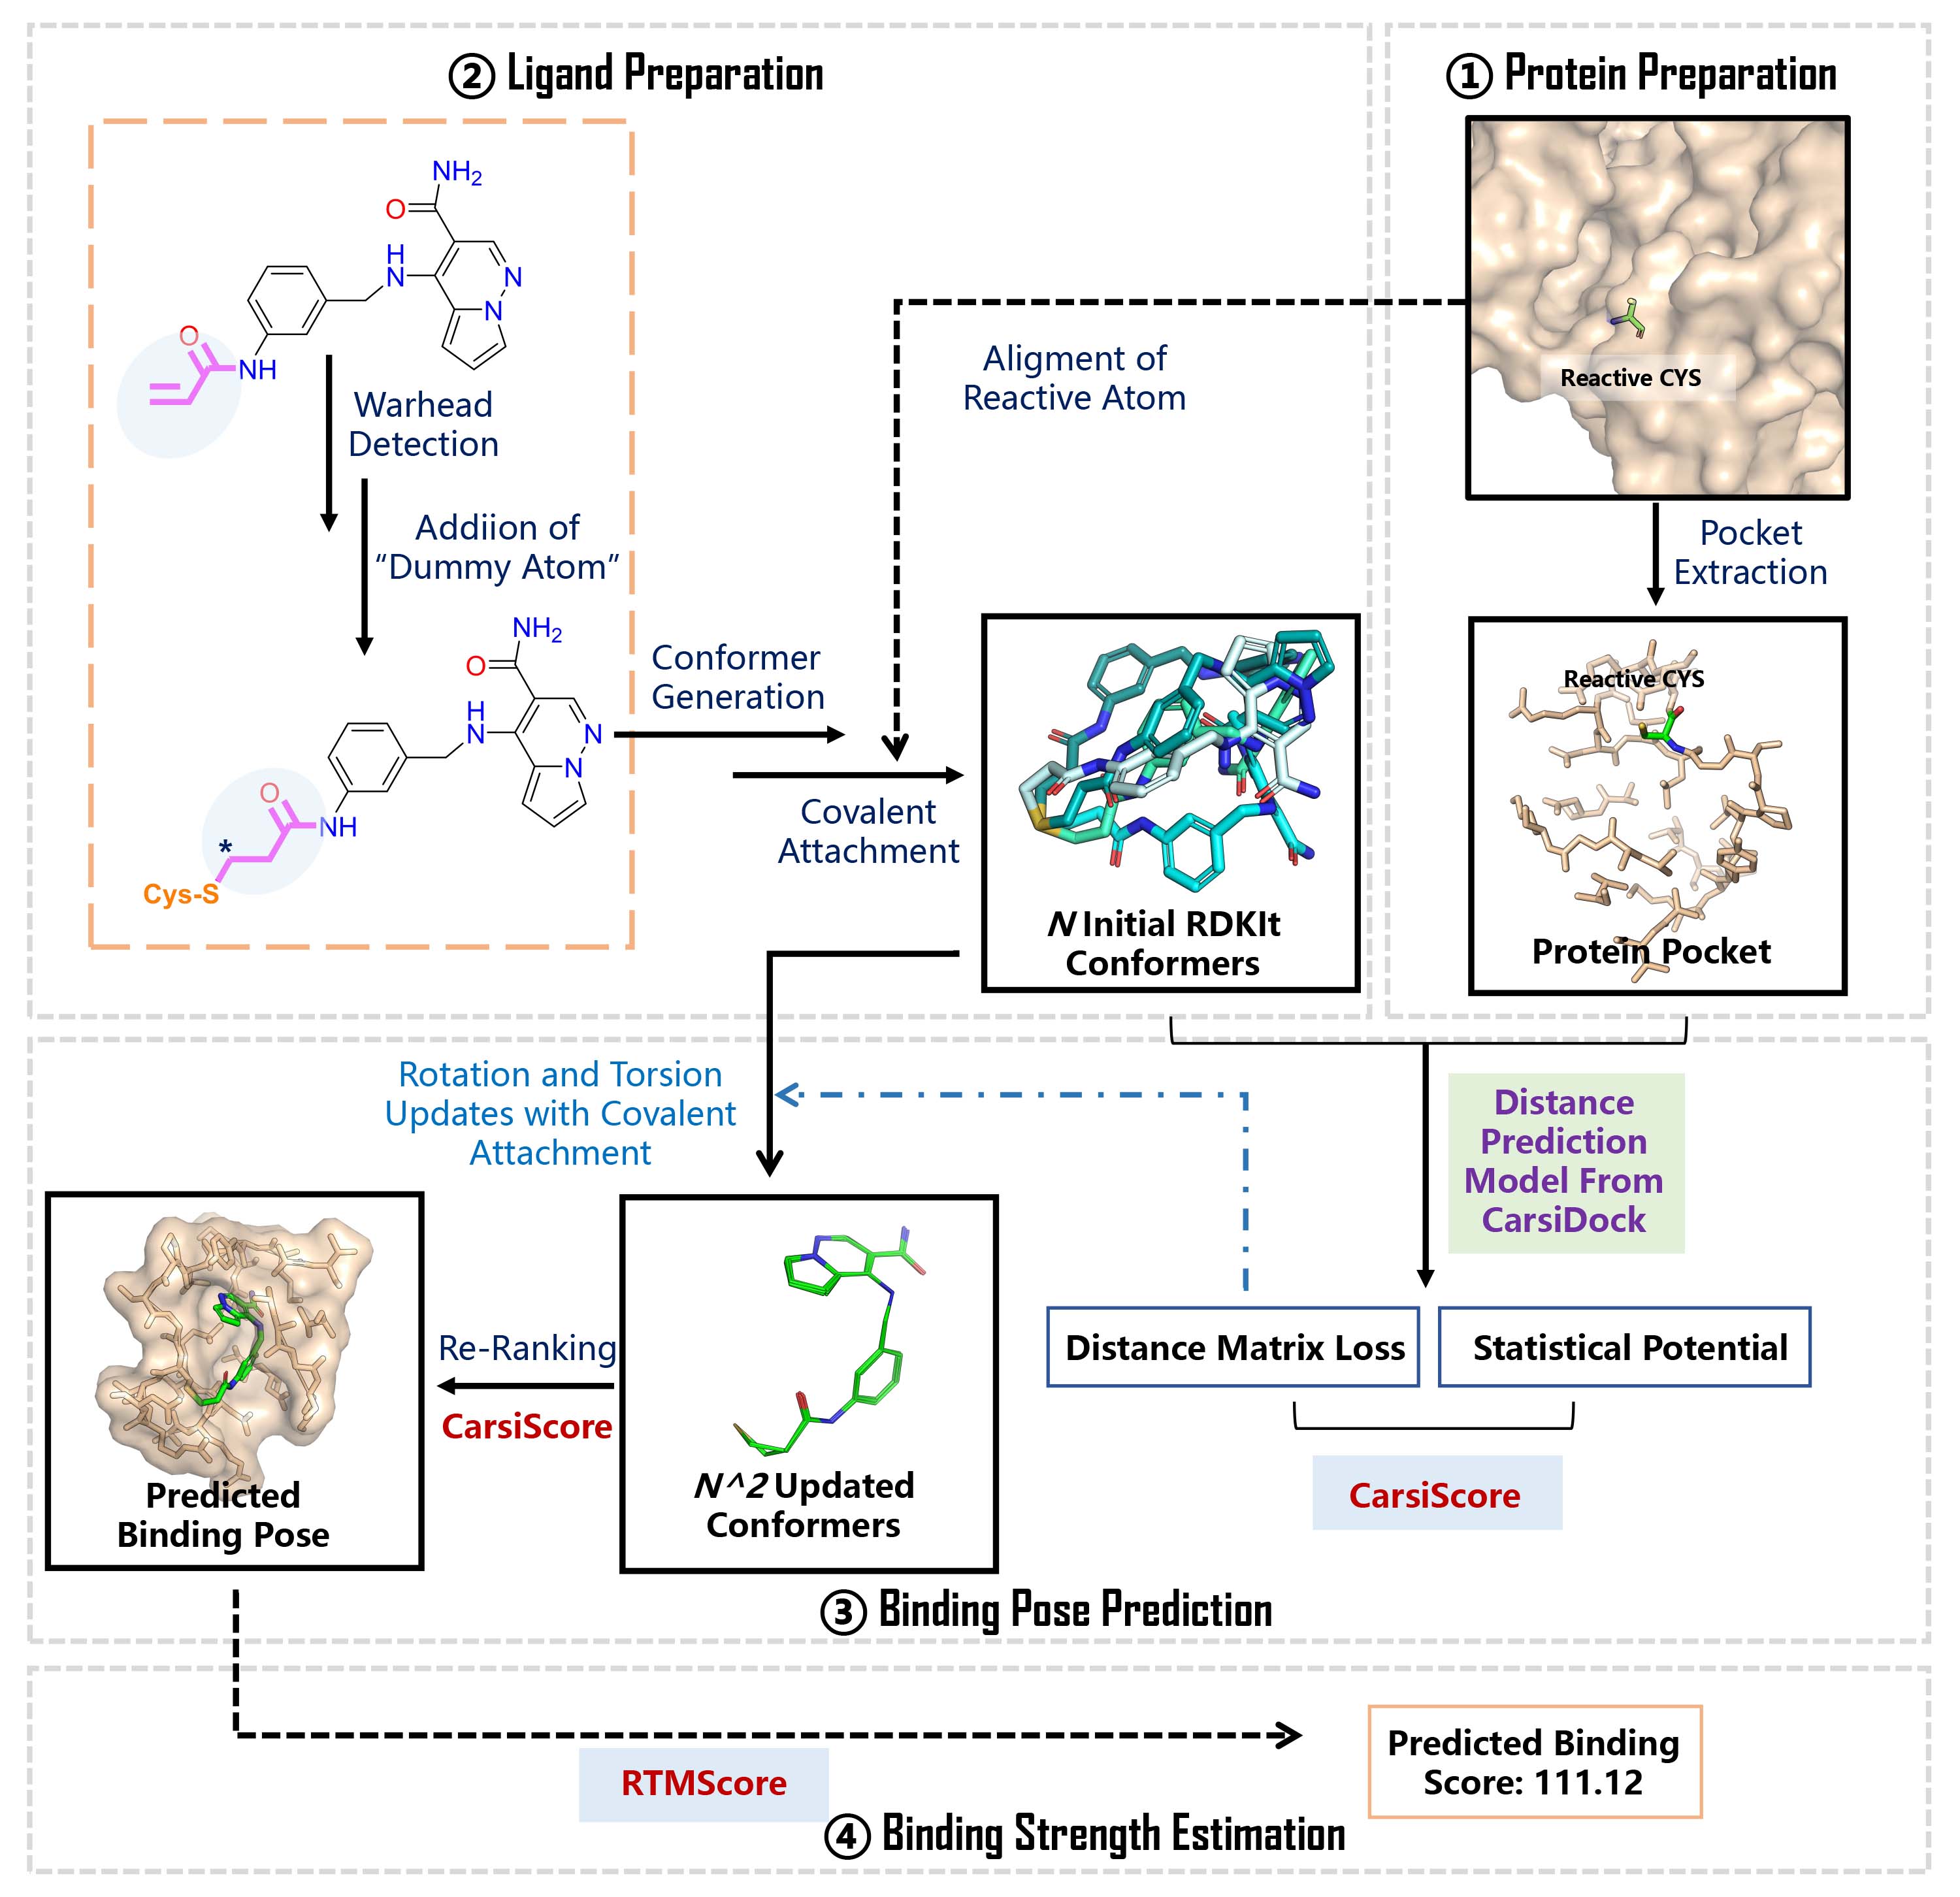 ② Ligand Preparation
① Protein Preparation
NH2
O
H
N
N
N
O
NH
Warhead
Detection
Addiion of
“Dummy Atom”
Aligment of
Reactive Atom
Reactive CYS
Pocket
Extraction
NH2
O
H
N
N
N
O
NH
*
Cys-S
Conformer
Generation
Covalent
Attachment
N Initial RDKIt
Conformers
Reactive CYS
Protein Pocket
Rotation and Torsion
Updates with Covalent
Attachment
Distance
Prediction
Model From
CarsiDock
Distance Matrix Loss
Statistical Potential
CarsiScore
Re-Ranking
CarsiScore
N^2 Updated
Conformers
Predicted
Binding Pose
③ Binding Pose Prediction
RTMScore
Predicted Binding
Score: 111.12
④ Binding Strength Estimation